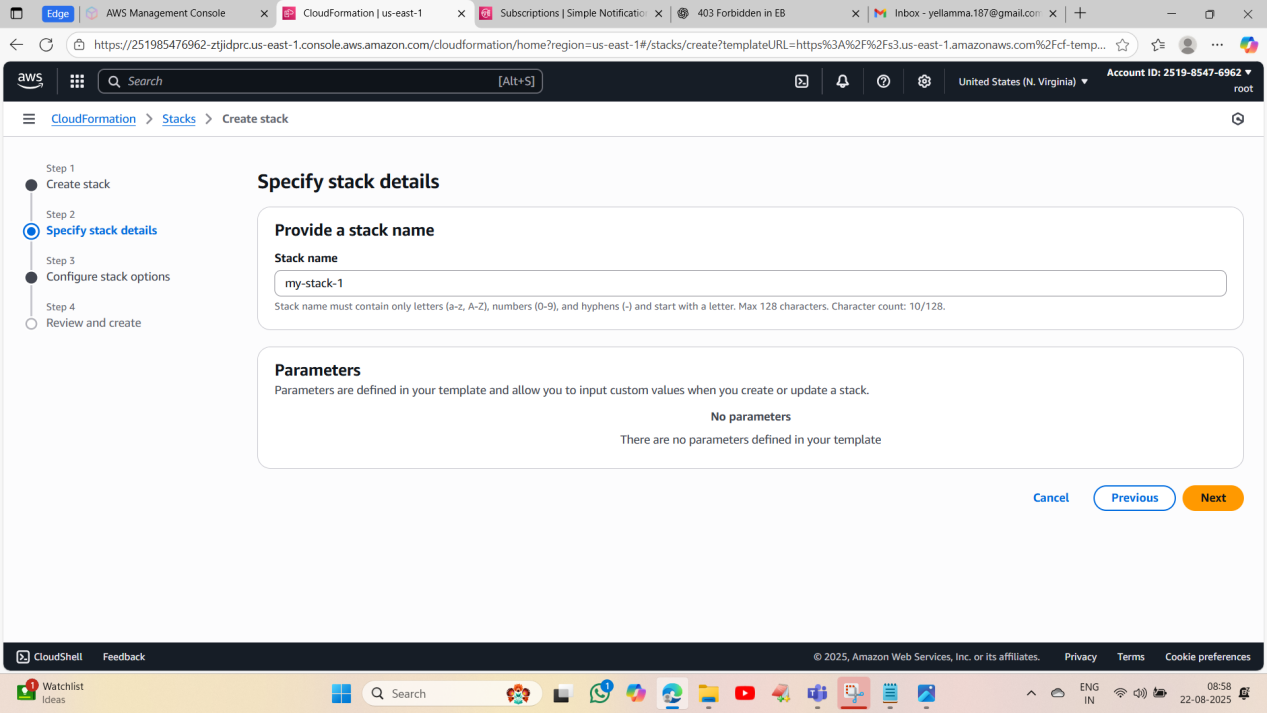 Edge
AWS Management Console
CloudFormation | us-east-1
Subscriptions | Simple Notificatio
403 Forbidden in EB
Inbox - yellamma.187@gmail.com
https://251985476962-ztjidprc.us-east-1.console.aws.amazon.com/cloudformation/home?region=us-east-1#/stacks/create?templateURL=https%3A%2F%2Fs3.us-east-1.amazonaws.com%2Fcf-temp...
aws
Search
[Alt+S]
United States (N. Virginia)
Account ID: 2519-8547-6962
root
CloudFormation
Stacks
Create stack
Step 1
Create stack
Step 2
Specify stack details
Step 3
Configure stack options
Step 4
Review and create
Specify stack details
Provide a stack name
Stack name
my-stack-1
Stack name must contain only letters (a-z, A-Z), numbers (0-9), and hyphens (-) and start with a letter. Max 128 characters. Character count: 10/128.
Parameters
Parameters are defined in your template and allow you to input custom values when you create or update a stack.
No parameters
There are no parameters defined in your template
Cancel
Previous
Next
CloudShell
Feedback
© 2025, Amazon Web Services, Inc. or its affiliates.
Privacy
Terms
Cookie preferences
1
Watchlist
Ideas
Search
1
ENG
IN
08:58
22-08-2025